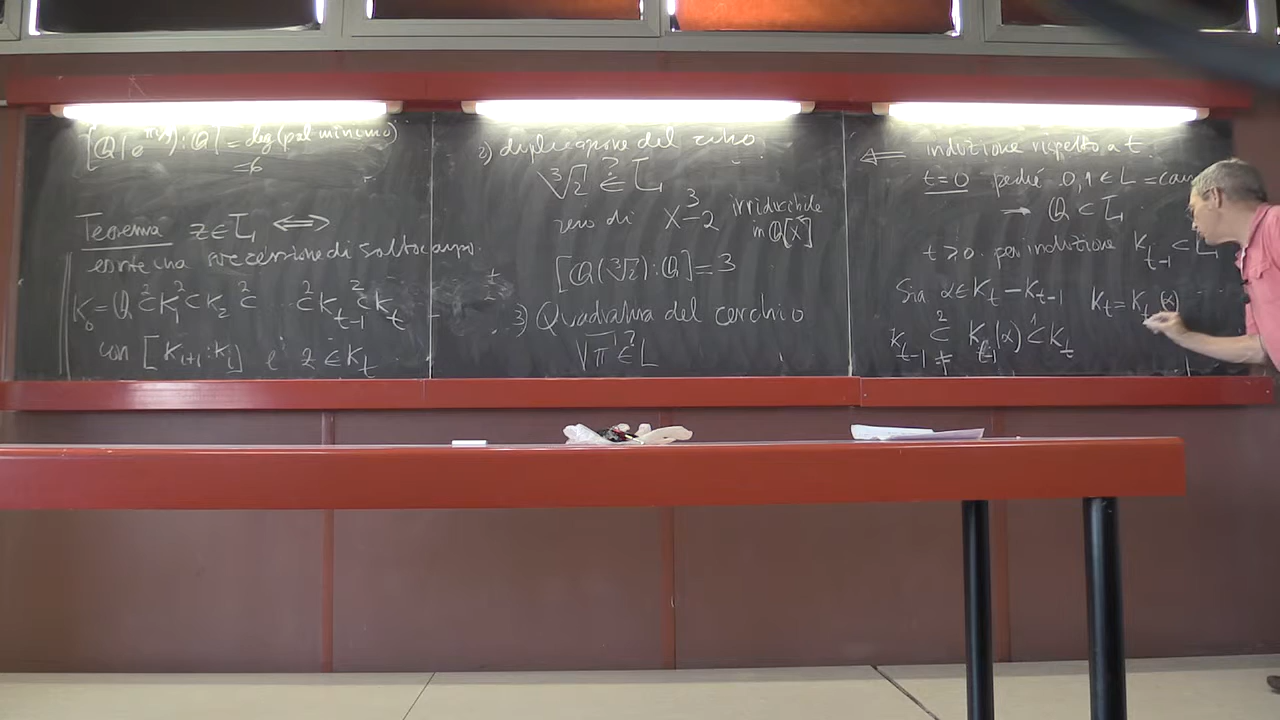 [Q(e^{πi/9}):Q] = deg(pol minimo)
=6
Teorema z∈L ⟺
esiste una successione di sottocampi
K₀=Q ⊂² K₁ ⊂² K₂ ⊂² ⊂² K_{t-1} ⊂² K_t
con [K_{i+1}:K_i] e z∈K_t
2) duplicazione del cubo
∛2 ∈? L
zero di X³-2 irriducibile
in Q[X]
[Q(∛2):Q]=3
3) Quadratura del cerchio
√π ∈? L
⟸ induzione rispetto a t.
t=0 perché 0,1∈L =
→ Q⊂L
t>0. per induzione K_{t-1}⊂L
Sia α∈K_t-K_{t-1} K_t=K_{t-1}(α)
K_{t-1} ⊊² K_{t-1}(α) ⊂¹ K_t